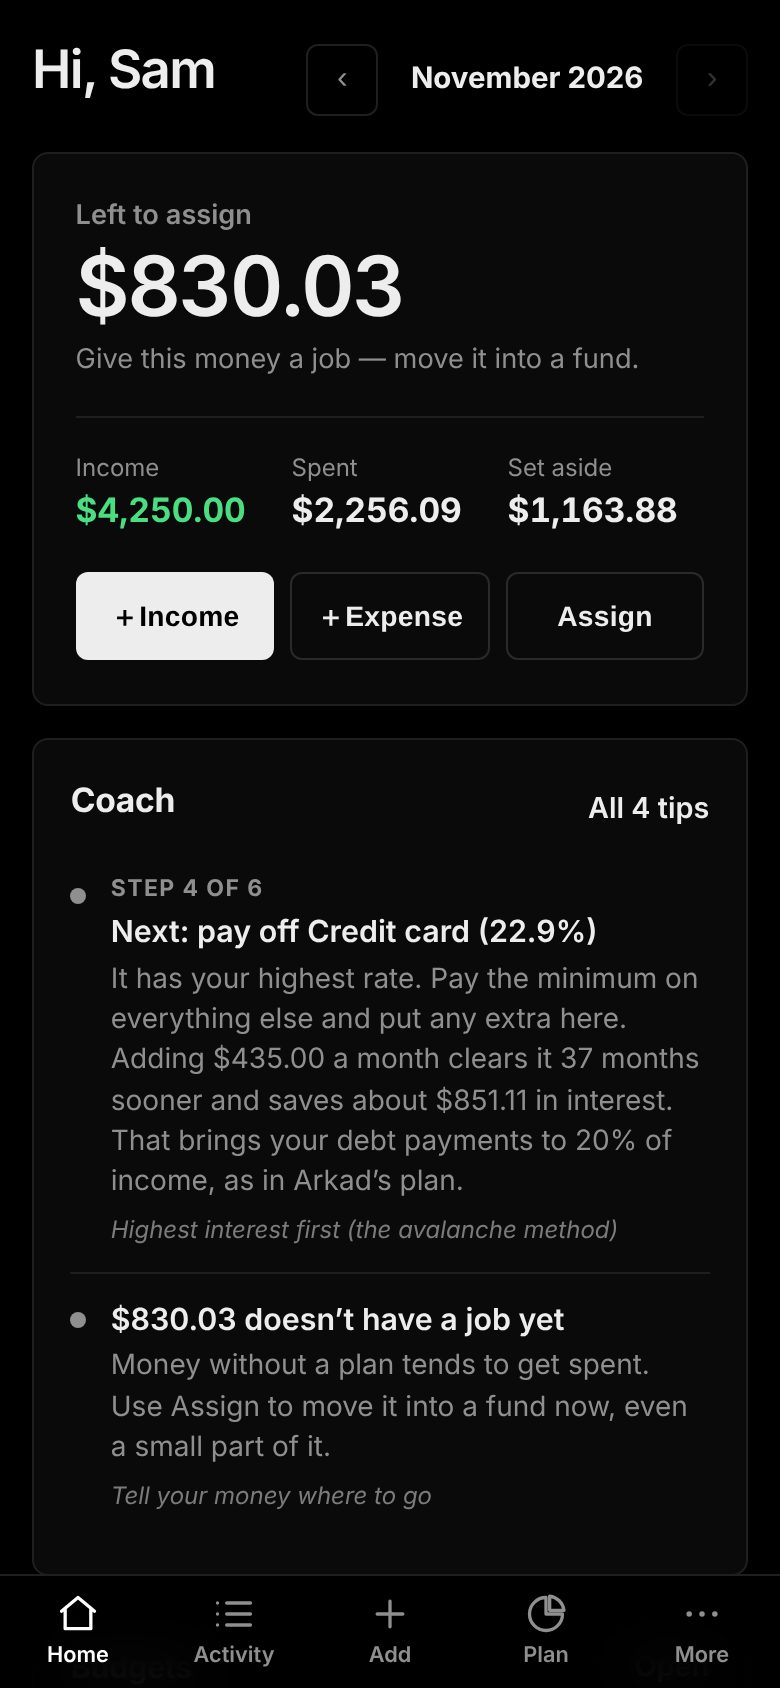 Hi, Sam
‹ November 2026 ›
Left to assign
$830.03
Give this money a job — move it into a fund.
Income Spent Set aside
$4,250.00 $2,256.09 $1,163.88
+ Income + Expense Assign
Coach All 4 tips
STEP 4 OF 6
Next: pay off Credit card (22.9%)
It has your highest rate. Pay the minimum on
everything else and put any extra here.
Adding $435.00 a month clears it 37 months
sooner and saves about $851.11 in interest.
That brings your debt payments to 20% of
income, as in Arkad’s plan.
Highest interest first (the avalanche method)
$830.03 doesn’t have a job yet
Money without a plan tends to get spent.
Use Assign to move it into a fund now, even
a small part of it.
Tell your money where to go
Home Activity Add Plan More
Budgets Open